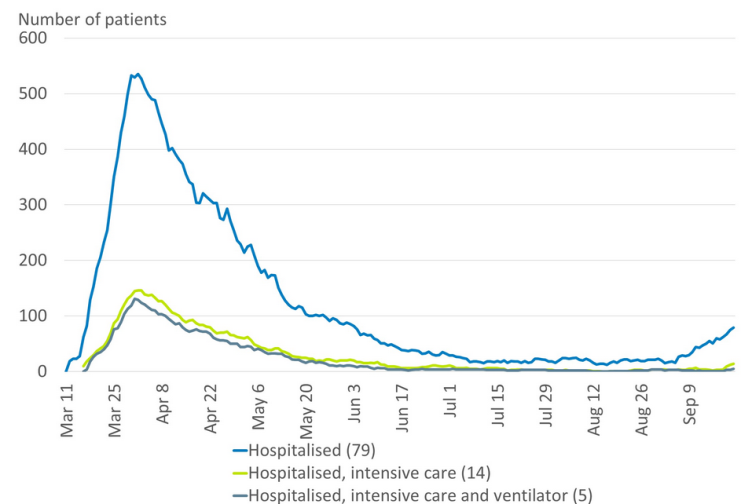 Number of patients
600
500
400
300
200
100
0
Mar 11
Mar 25
Apr 8
Apr 22
May 6
May 20
Jun 3
Jun 17
Jul 1
Jul 15
Jul 29
Aug 12
Aug 26
Sep 9
Hospitalised (79)
Hospitalised, intensive care (14)
Hospitalised, intensive care and ventilator (5)